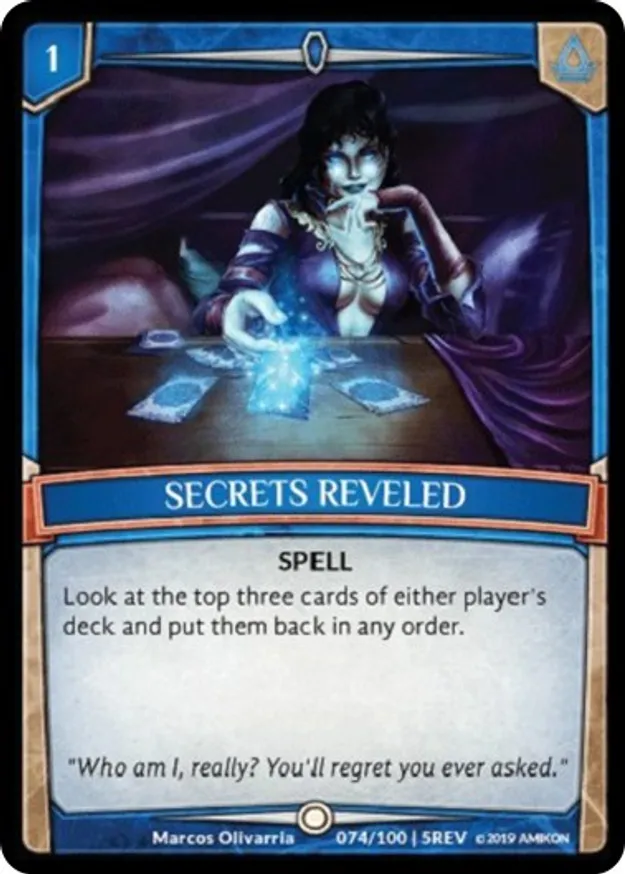 1
SECRETS REVELED
SPELL
Look at the top three cards of either player's
deck and put them back in any order.
"Who am I, really? You'll regret you ever asked."
Marcos Olivarria 074/100 | 5REV ©2019 AMIKON